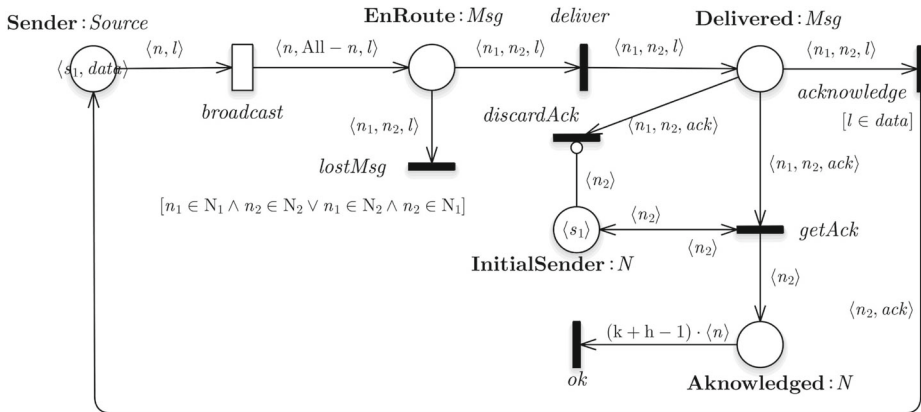 Sender : Source
EnRoute : Msg
deliver
Delivered : Msg
⟨s₁, data⟩
⟨n, l⟩
⟨n, All − n, l⟩
⟨n₁, n₂, l⟩
⟨n₁, n₂, l⟩
⟨n₁, n₂, l⟩
broadcast
acknowledge
[l ∈ data]
discardAck
⟨n₁, n₂, ack⟩
⟨n₁, n₂, l⟩
lostMsg
⟨n₁, n₂, ack⟩
⟨n₂⟩
[n₁ ∈ N₁ ∧ n₂ ∈ N₂ ∨ n₁ ∈ N₂ ∧ n₂ ∈ N₁]
⟨s₁⟩
⟨n₂⟩
⟨n₂⟩
getAck
InitialSender : N
⟨n₂⟩
⟨n₂, ack⟩
(k + h − 1) · ⟨n⟩
ok
Aknowledged : N